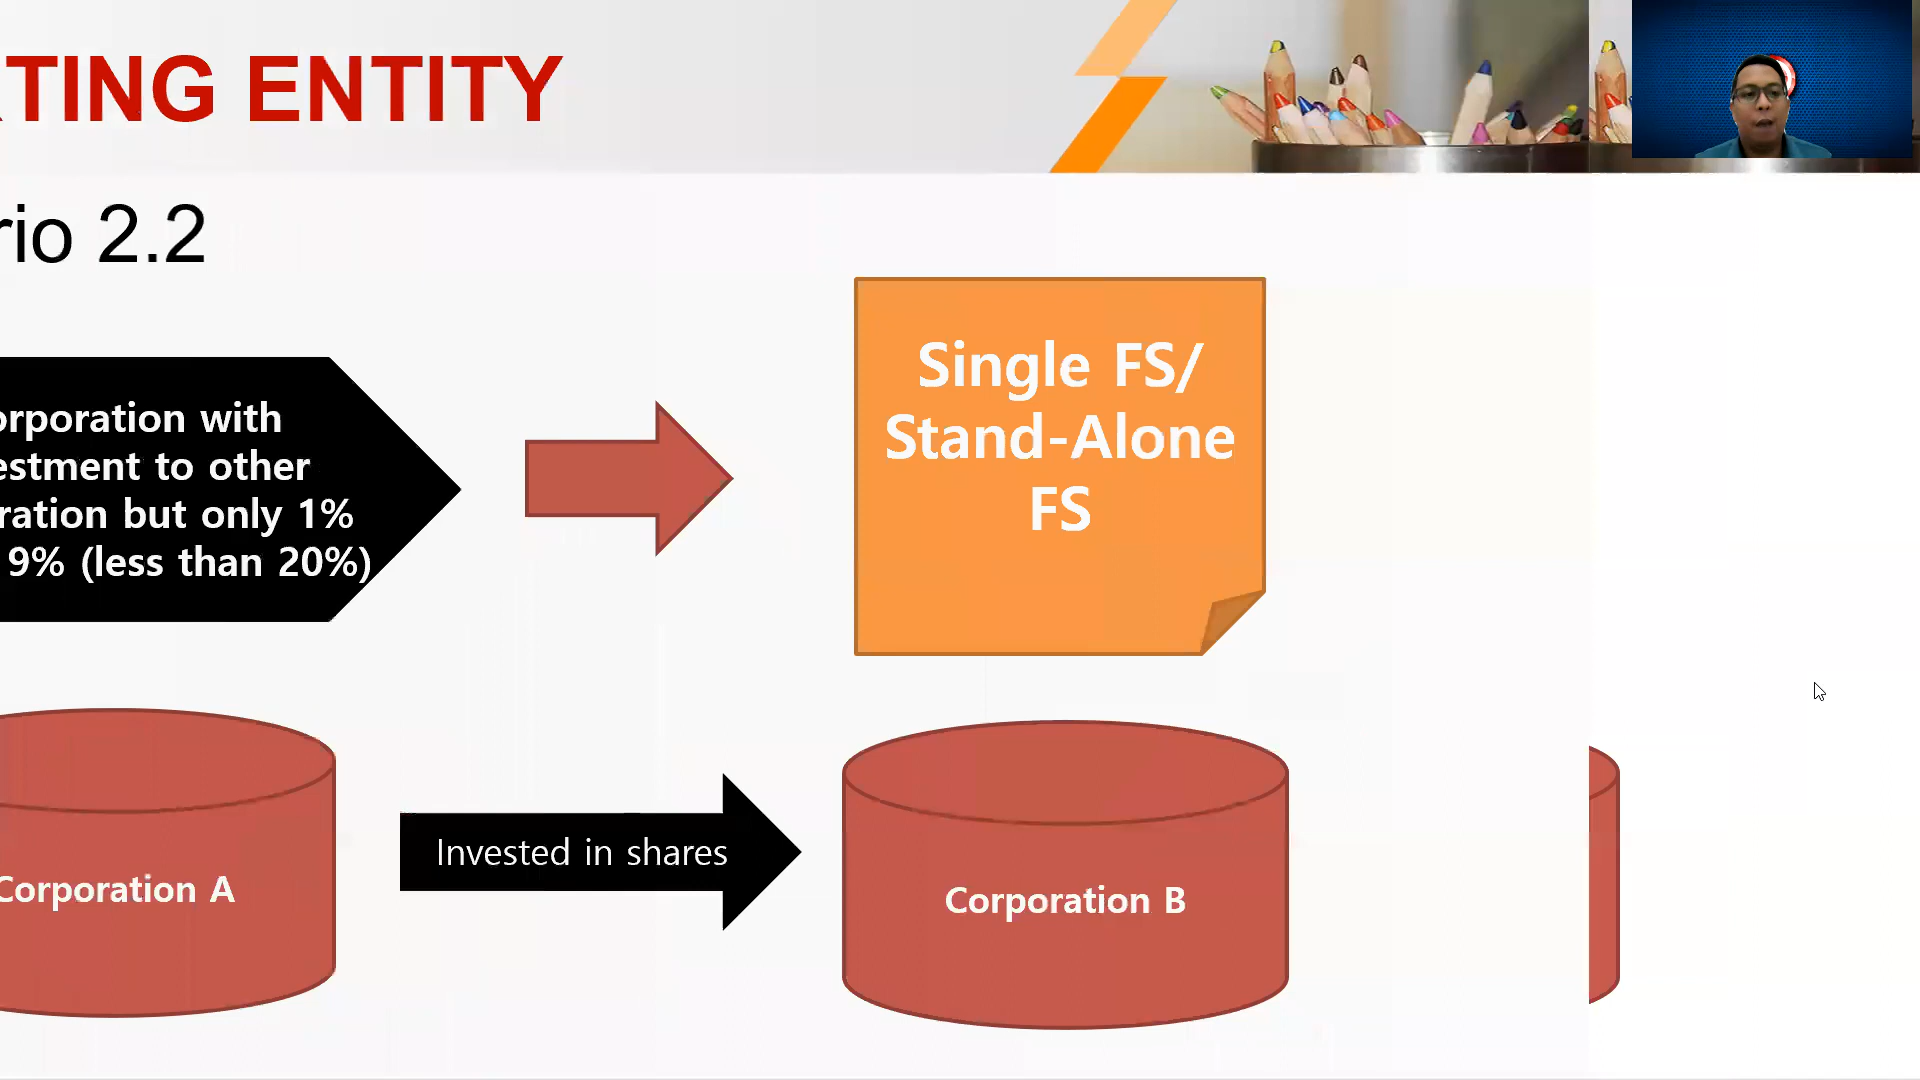 TING ENTITY
rio 2.2
orporation with
estment to other
ration but only 1%
9% (less than 20%)
Single FS/
Stand-Alone
FS
Corporation A
Invested in shares
Corporation B